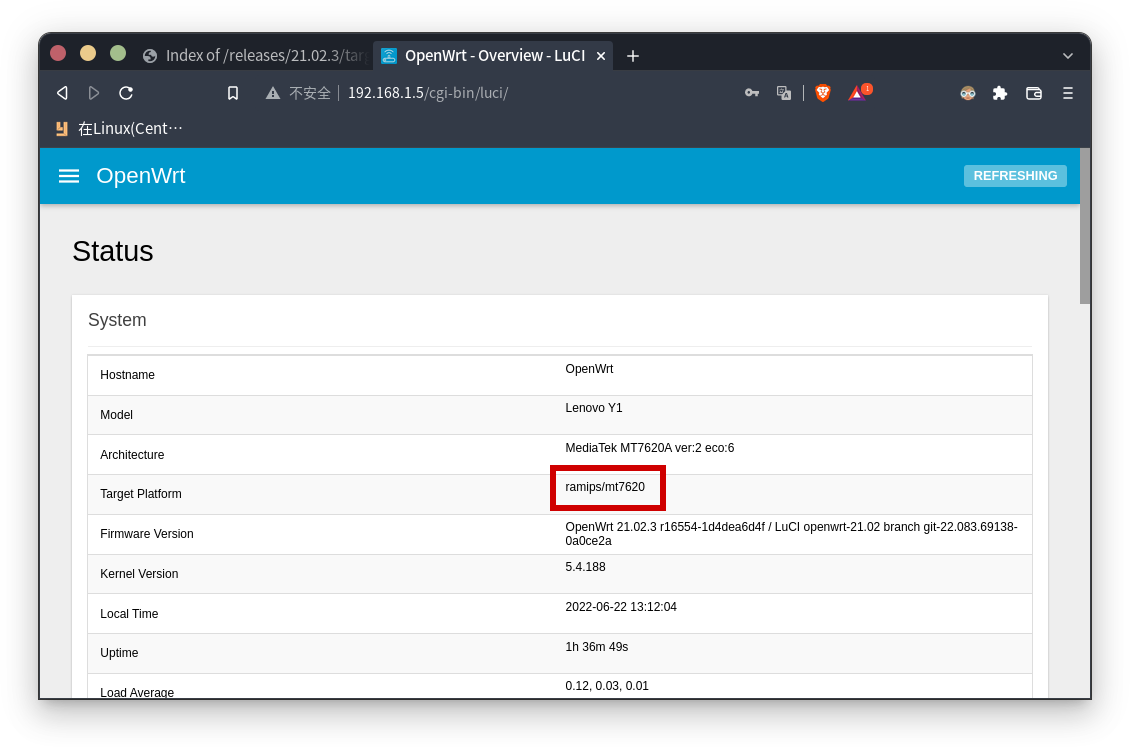 Index of /releases/21.02.3/tar
OpenWrt - Overview - LuCI
不安全
192.168.1.5/cgi-bin/luci/
1
在Linux(Cent···
OpenWrt
REFRESHING
Status
System
Hostname
OpenWrt
Model
Lenovo Y1
Architecture
MediaTek MT7620A ver:2 eco:6
Target Platform
ramips/mt7620
Firmware Version
OpenWrt 21.02.3 r16554-1d4dea6d4f / LuCI openwrt-21.02 branch git-22.083.69138-
0a0ce2a
Kernel Version
5.4.188
Local Time
2022-06-22 13:12:04
Uptime
1h 36m 49s
Load Average
0.12, 0.03, 0.01